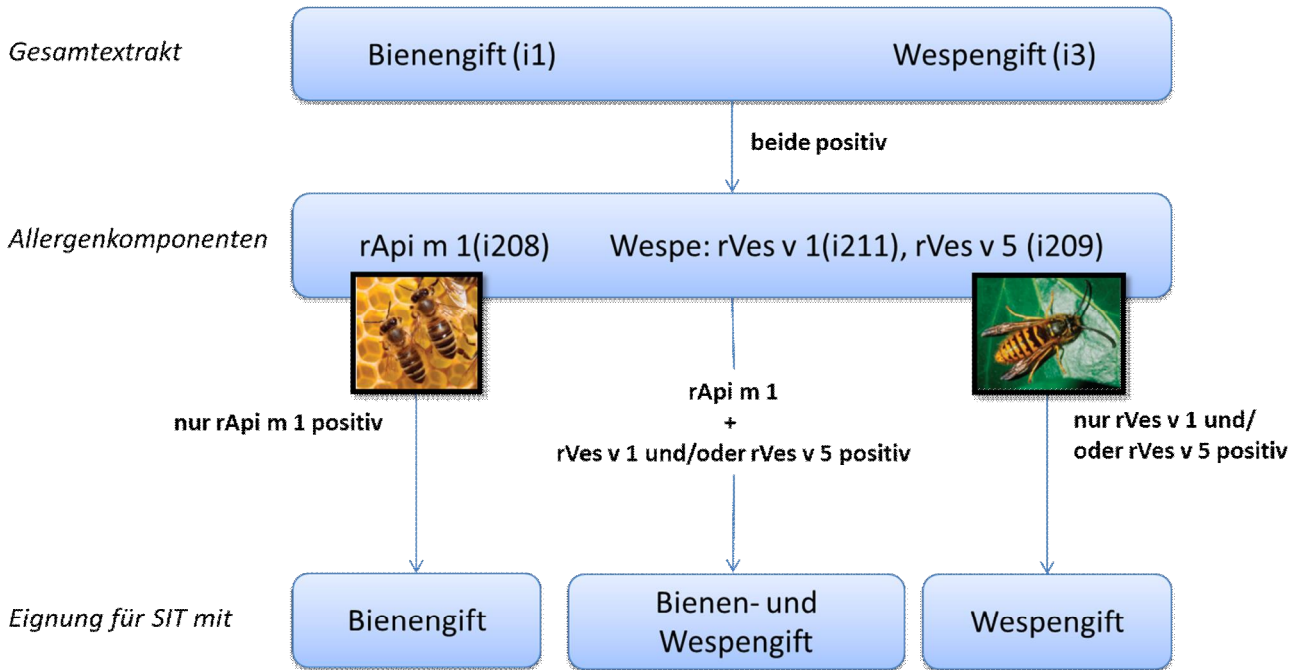 Gesamtextrakt
Bienengift (i1)
Wespengift (i3)
beide positiv
Allergenkomponenten
rApi m 1(i208)
Wespe: rVes v 1(i211), rVes v 5 (i209)
nur rApi m 1 positiv
rApi m 1
+
rVes v 1 und/oder rVes v 5 positiv
nur rVes v 1 und/
oder rVes v 5 positiv
Eignung für SIT mit
Bienengift
Bienen- und
Wespengift
Wespengift